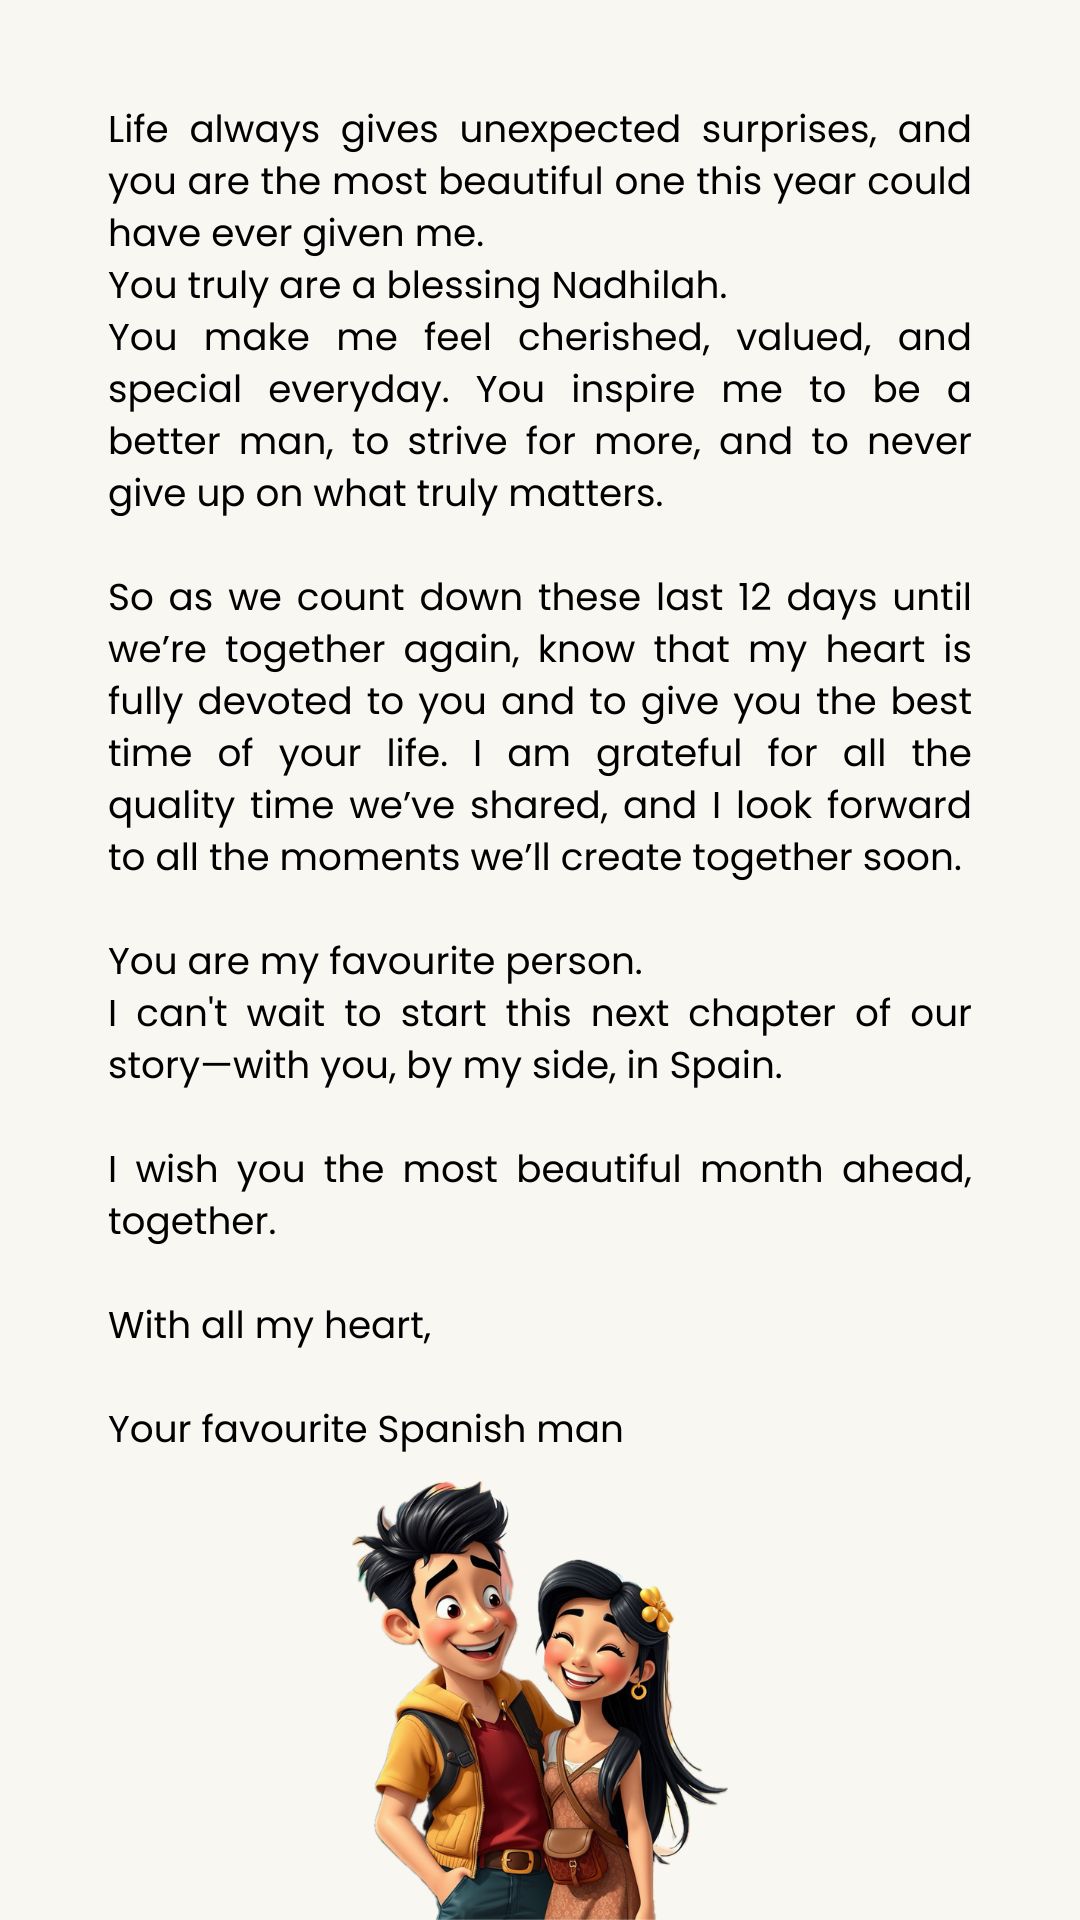 Life always gives unexpected surprises, and
you are the most beautiful one this year could
have ever given me.
You truly are a blessing Nadhilah.
You make me feel cherished, valued, and
special everyday. You inspire me to be a
better man, to strive for more, and to never
give up on what truly matters.
So as we count down these last 12 days until
we’re together again, know that my heart is
fully devoted to you and to give you the best
time of your life. I am grateful for all the
quality time we’ve shared, and I look forward
to all the moments we’ll create together soon.
You are my favourite person.
I can't wait to start this next chapter of our
story—with you, by my side, in Spain.
I wish you the most beautiful month ahead,
together.
With all my heart,
Your favourite Spanish man